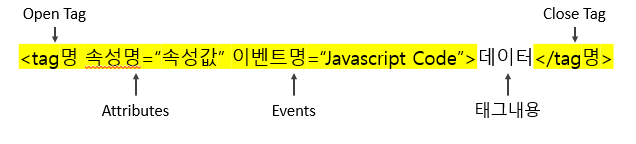 Open Tag Close Tag
<tag명 속성명=“속성값” 이벤트명=“Javascript Code”>데이터</tag명>
Attributes Events 태그내용